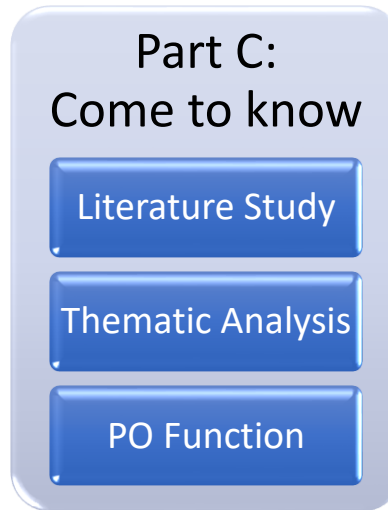 Part C:
Come to know
Literature Study
Thematic Analysis
PO Function